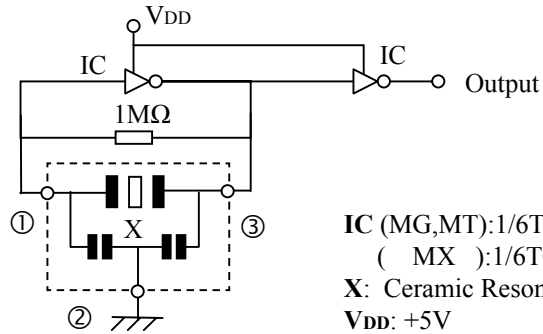 VDD
IC
IC
Output
1MΩ
X
①
③
②
IC (MG,MT):1/6T
( MX ):1/6T
X: Ceramic Reson
VDD: +5V